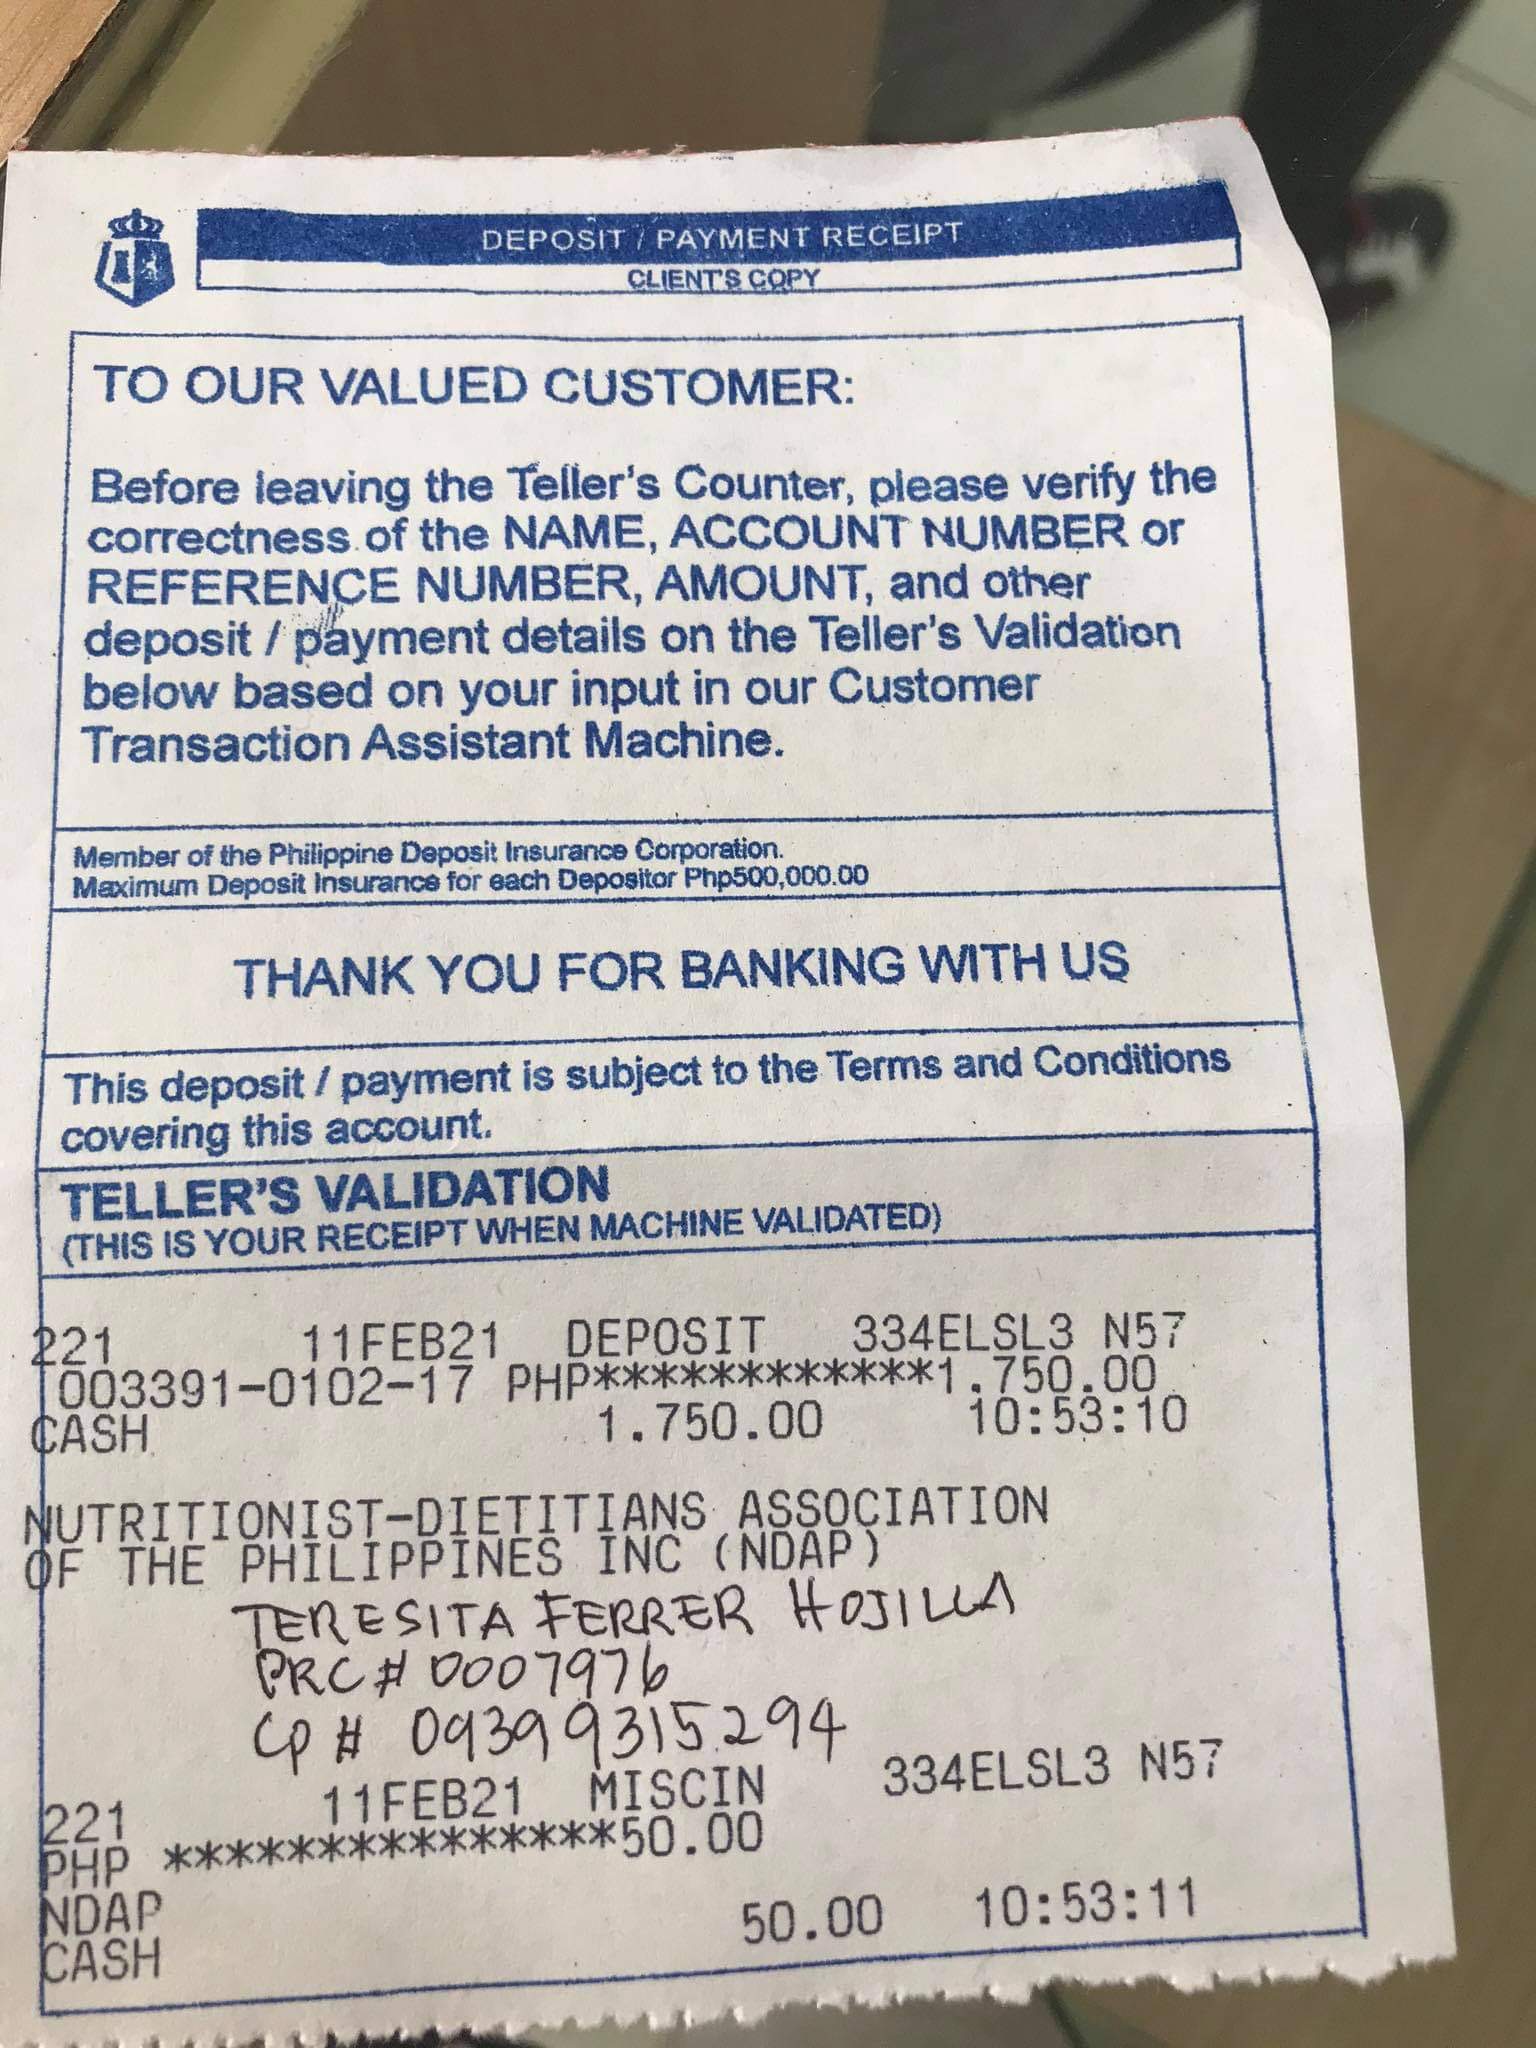 DEPOSIT / PAYMENT RECEIPT
CLIENT'S COPY
TO OUR VALUED CUSTOMER:
Before leaving the Teller's Counter, please verify the
correctness of the NAME, ACCOUNT NUMBER or
REFERENCE NUMBER, AMOUNT, and other
deposit / payment details on the Teller's Validation
below based on your input in our Customer
Transaction Assistant Machine.
Member of the Philippine Deposit Insurance Corporation.
Maximum Deposit Insurance for each Depositor Php500,000.00
THANK YOU FOR BANKING WITH US
This deposit / payment is subject to the Terms and Conditions
covering this account.
TELLER'S VALIDATION
(THIS IS YOUR RECEIPT WHEN MACHINE VALIDATED)
221 11FEB21 DEPOSIT 334ELSL3 N57
003391-0102-17 PHP************1.750.00
CASH 1.750.00 10:53:10
NUTRITIONIST-DIETITIANS ASSOCIATION
OF THE PHILIPPINES INC (NDAP)
TERESITA FERRER HOJILLA
PRC# 0007976
CP # 09399315294
221 11FEB21 MISCIN 334ELSL3 N57
PHP ***************50.00
NDAP
CASH 50.00 10:53:11